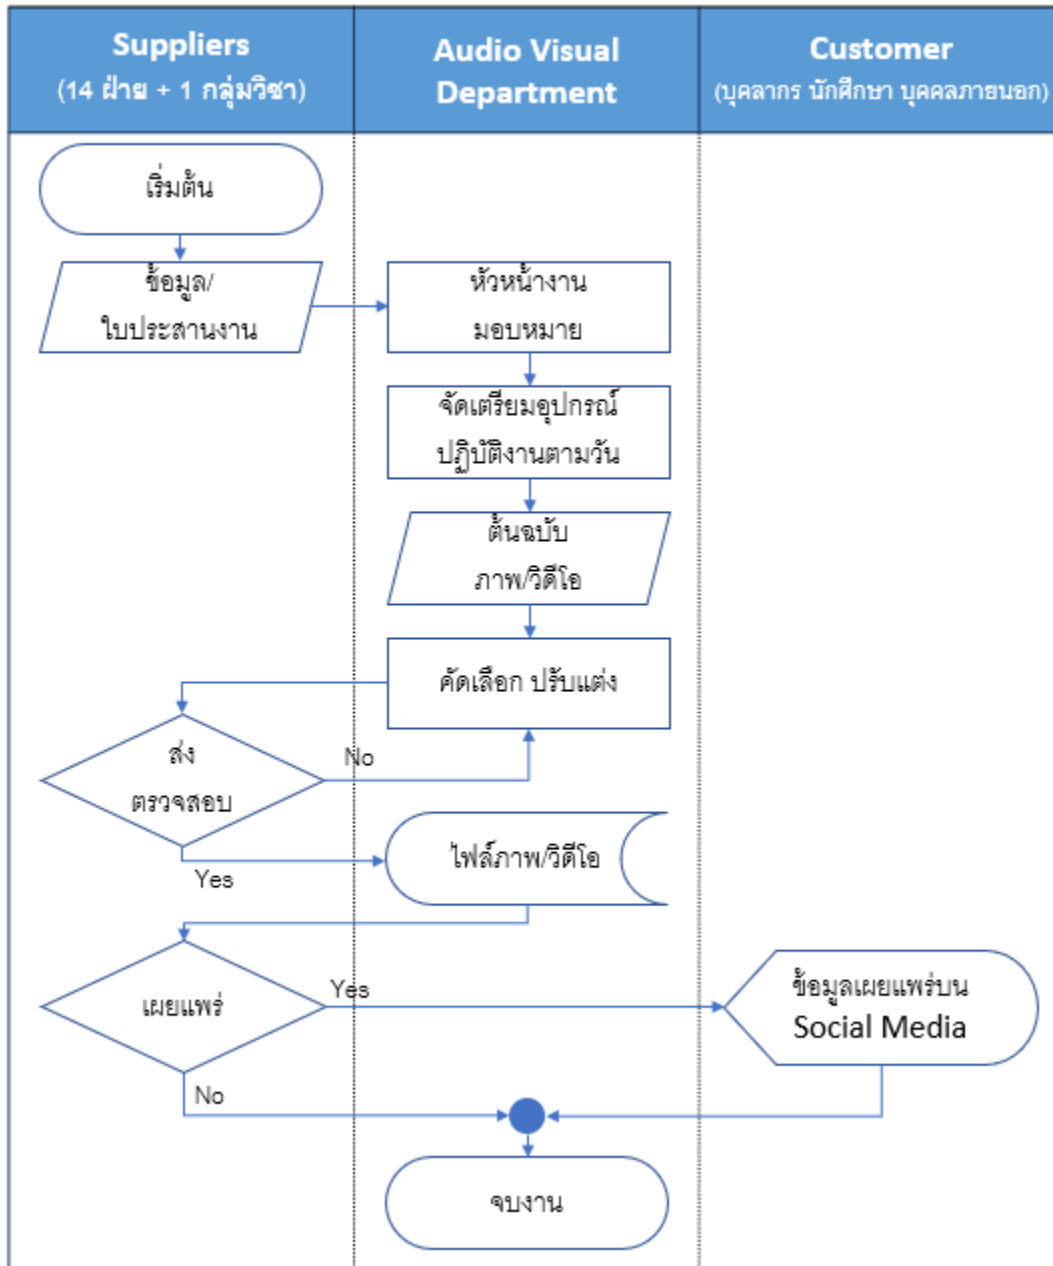 Suppliers
(14 ฝ่าย + 1 กลุ่มวิชา)
Audio Visual
Department
Customer
(บุคลากร นักศึกษา บุคคลภายนอก)
เริ่มต้น
ข้อมูล/
ใบประสานงาน
หัวหน้างาน
มอบหมาย
จัดเตรียมอุปกรณ์
ปฏิบัติงานตามวัน
ต้นฉบับ
ภาพ/วิดีโอ
คัดเลือก ปรับแต่ง
ส่ง
ตรวจสอบ
No
Yes
ไฟล์ภาพ/วิดีโอ
เผยแพร่
Yes
No
ข้อมูลเผยแพร่บน
Social Media
จบงาน